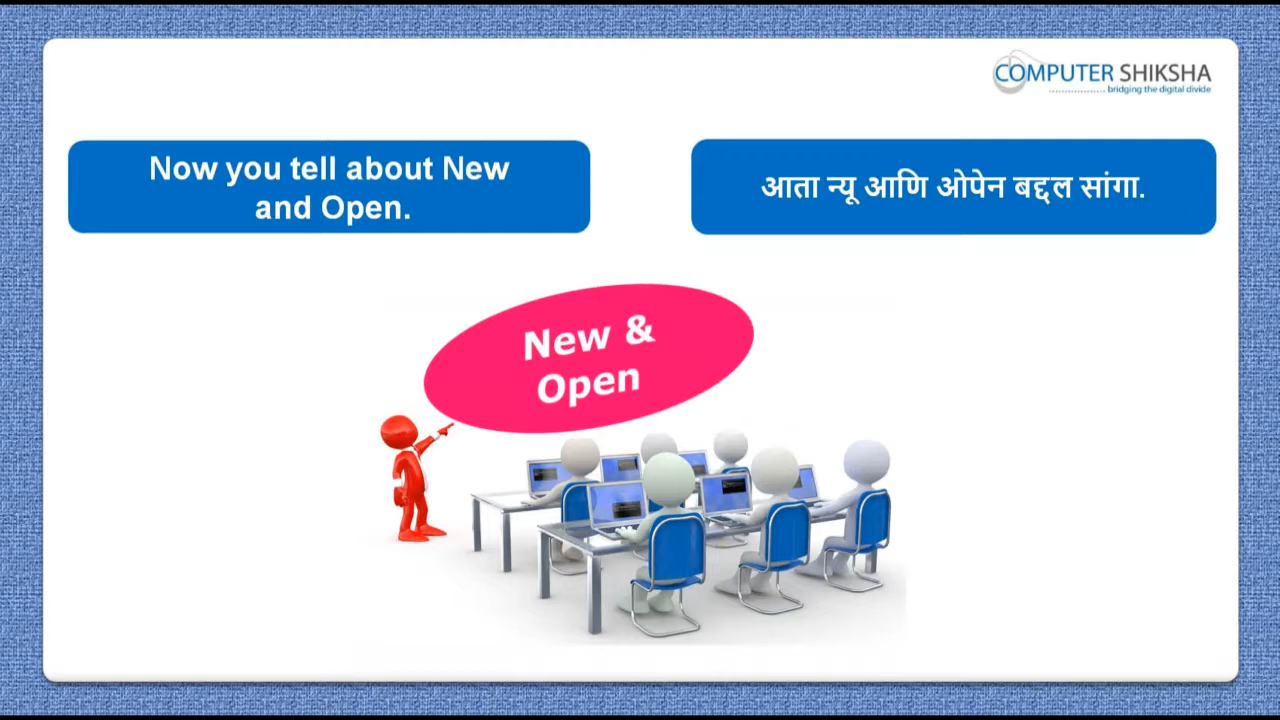 COMPUTER SHIKSHA
bridging the digital divide
Now you tell about New
and Open.
आता न्यू आणि ओपेन बद्दल सांगा.
New &
Open